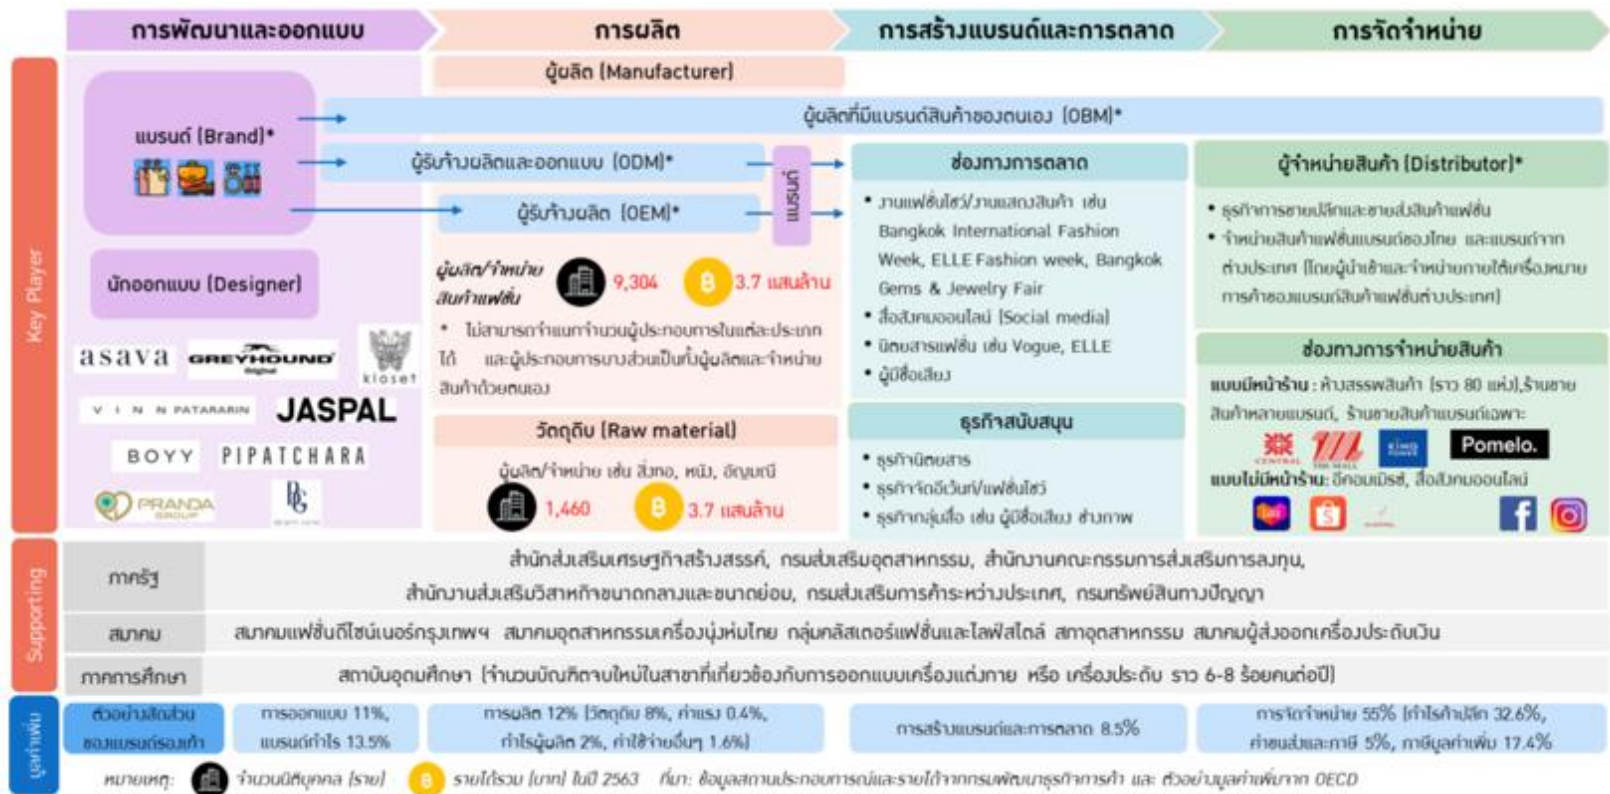 การพัฒนาและออกแบบ
การผลิต
การสร้างแบรนด์และการตลาด
การจัดจำหน่าย
Key Player
แบรนด์ (Brand)*
นักออกแบบ (Designer)
asava
GREYHOUND
Original
kloset
V I N N PATARARIN
JASPAL
BOYY
PIPATCHARA
PRANDA
GROUP
ผู้ผลิต (Manufacturer)
ผู้ผลิตที่มีแบรนด์สินค้าของตนเอง (OBM)*
ผู้รับจ้างผลิตและออกแบบ (ODM)*
ผู้รับจ้างผลิต (OEM)*
แบรนด์
ผู้ผลิต/จำหน่าย
สินค้าแฟชั่น
9,304
3.7 แสนล้าน
* ไม่สามารถจำแนกจำนวนผู้ประกอบการในแต่ละประเภท
ได้ และผู้ประกอบการบางส่วนเป็นทั้งผู้ผลิตและจำหน่าย
สินค้าด้วยตนเอง
วัตถุดิบ (Raw material)
ผู้ผลิต/จำหน่าย เช่น สิ่งทอ, หนัง, อัญมณี
1,460
3.7 แสนล้าน
ช่องทางการตลาด
• งานแฟชั่นโชว์/งานแสดงสินค้า เช่น
Bangkok International Fashion
Week, ELLE Fashion week, Bangkok
Gems & Jewelry Fair
• สื่อสังคมออนไลน์ (Social media)
• นิตยสารแฟชั่น เช่น Vogue, ELLE
• ผู้มีชื่อเสียง
ธุรกิจสนับสนุน
• ธุรกิจนิตยสาร
• ธุรกิจจัดอีเว้นท์/แฟชั่นโชว์
• ธุรกิจกลุ่มสื่อ เช่น ผู้มีชื่อเสียง ช่างภาพ
ผู้จำหน่ายสินค้า (Distributor)*
• ธุรกิจการขายปลีกและขายส่งสินค้าแฟชั่น
• จำหน่ายสินค้าแฟชั่นแบรนด์ของไทย และแบรนด์จาก
ต่างประเทศ (โดยผู้นำเข้าและจำหน่ายภายใต้เครื่องหมาย
การค้าของแบรนด์สินค้าแฟชั่นต่างประเทศ)
ช่องทางการจำหน่ายสินค้า
แบบมีหน้าร้าน : ห้างสรรพสินค้า (ราว 80 แห่ง),ร้านขาย
สินค้าหลายแบรนด์, ร้านขายสินค้าแบรนด์เฉพาะ
CENTRAL
THE MALL
KING
POWER
Pomelo.
แบบไม่มีหน้าร้าน: อีคอมเมิรซ์, สื่อสังคมออนไลน์
Supporting
ภาครัฐ
สำนักส่งเสริมเศรษฐกิจสร้างสรรค์, กรมส่งเสริมอุตสาหกรรม, สำนักงานคณะกรรมการส่งเสริมการลงทุน,
สำนักงานส่งเสริมวิสาหกิจขนาดกลางและขนาดย่อม, กรมส่งเสริมการค้าระหว่างประเทศ, กรมทรัพย์สินทางปัญญา
สมาคม
สมาคมแฟชั่นดีไซน์เนอร์กรุงเทพฯ สมาคมอุตสาหกรรมเครื่องนุ่งห่มไทย กลุ่มคลัสเตอร์แฟชั่นและไลฟ์สไตล์ สภาอุตสาหกรรม สมาคมผู้ส่งออกเครื่องประดับเงิน
ภาคการศึกษา
สถาบันอุดมศึกษา (จำนวนบัณฑิตจบใหม่ในสาขาที่เกี่ยวข้องกับการออกแบบเครื่องแต่งกาย หรือ เครื่องประดับ ราว 6-8 ร้อยคนต่อปี)
มูลค่าเพิ่ม
ตัวอย่างสัดส่วน
ของแบรนด์รองเท้า
การออกแบบ 11%,
แบรนด์กำไร 13.5%
การผลิต 12% (วัตถุดิบ 8%, ค่าแรง 0.4%,
กำไรผู้ผลิต 2%, ค่าใช้จ่ายอื่นๆ 1.6%)
การสร้างแบรนด์และการตลาด 8.5%
การจัดจำหน่าย 55% (กำไรค้าปลีก 32.6%,
ค่าขนส่งและภาษี 5%, ภาษีมูลค่าเพิ่ม 17.4%
หมายเหตุ: จำนวนนิติบุคคล (ราย) รายได้รวม (บาท) ในปี 2563 ที่มา: ข้อมูลสถานประกอบการณ์และรายได้จากกรมพัฒนาธุรกิจการค้า และ ตัวอย่างมูลค่าเพิ่มจาก OECD